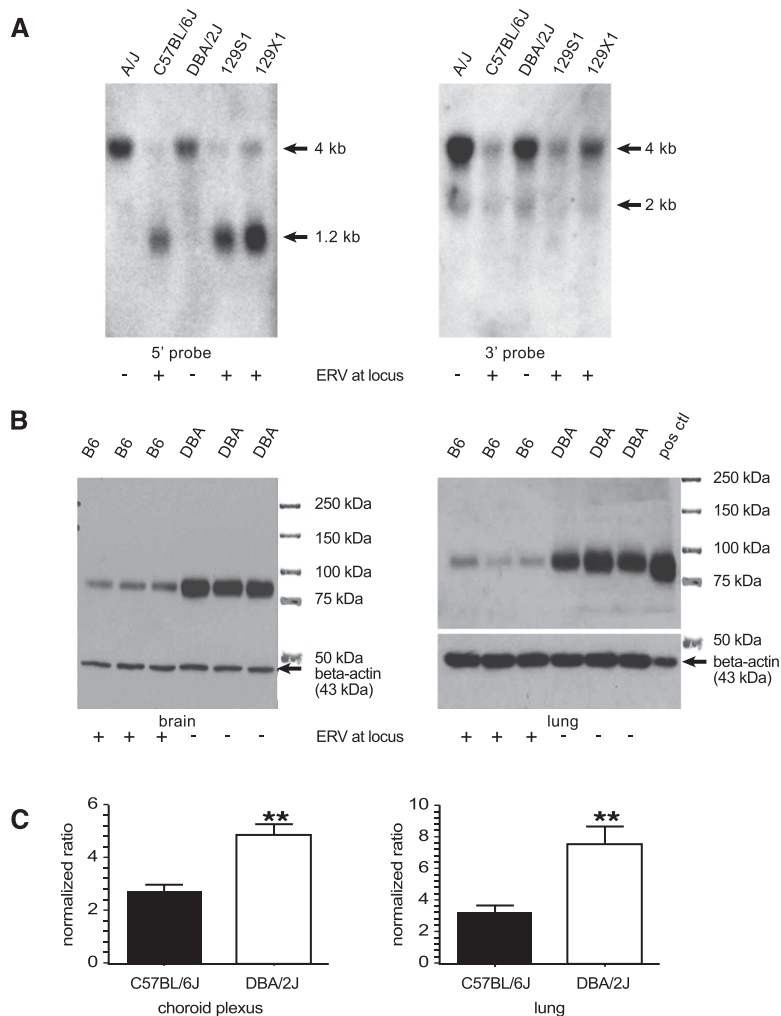 A
A/J C57BL/6J DBA/2J 129S1 129X1
A/J C57BL/6J DBA/2J 129S1 129X1
4 kb
1.2 kb
4 kb
2 kb
5’ probe
3’ probe
- + - + + ERV at locus - + - + +
B
B6 B6 B6 DBA DBA DBA
B6 B6 B6 DBA DBA DBA pos ctl
250 kDa
150 kDa
100 kDa
75 kDa
50 kDa
beta-actin
(43 kDa)
250 kDa
150 kDa
100 kDa
75 kDa
50 kDa
beta-actin
(43 kDa)
brain
lung
+ + + - - - ERV at locus + + + - - -
C
normalized ratio
6
4
2
0
**
C57BL/6J DBA/2J
choroid plexus
normalized ratio
10
8
6
4
2
0
**
C57BL/6J DBA/2J
lung